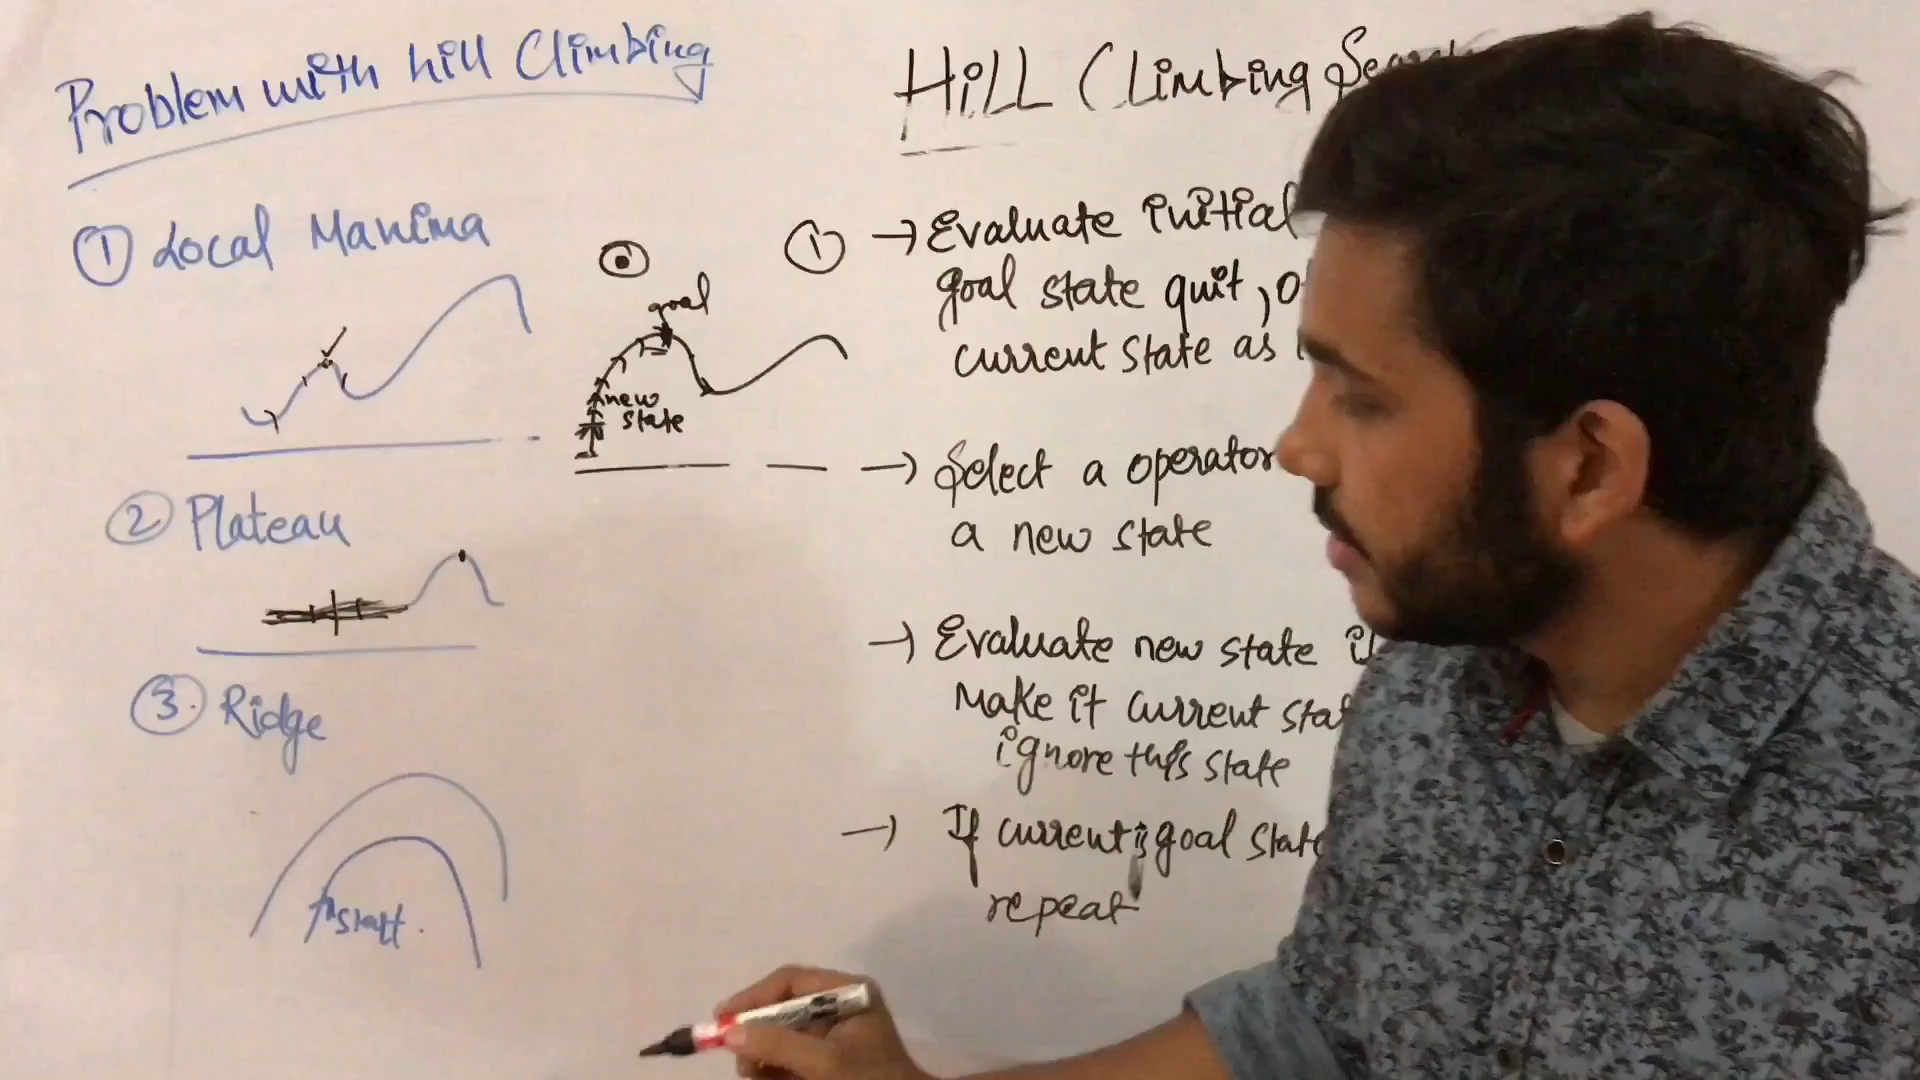 Problem with hill Climbing
① Local Manima
② Plateau
③. Ridge
start.
goal
new
state
HiLL Climbing
① → Evaluate initial
goal state quit,
current state as
→ Select a operator
a new state
→ Evaluate new state
Make it current
ignore this state
→ If current is goal state
repeat